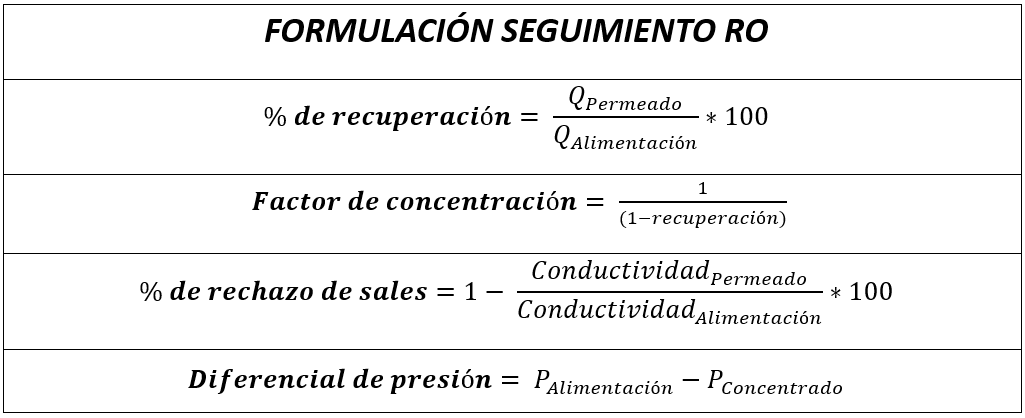 FORMULACIÓN SEGUIMIENTO RO
% de recuperación = Q_Permeado / Q_Alimentación * 100
Factor de concentración = 1 / (1−recuperación)
% de rechazo de sales = 1 − Conductividad_Permeado / Conductividad_Alimentación * 100
Diferencial de presión = P_Alimentación − P_Concentrado